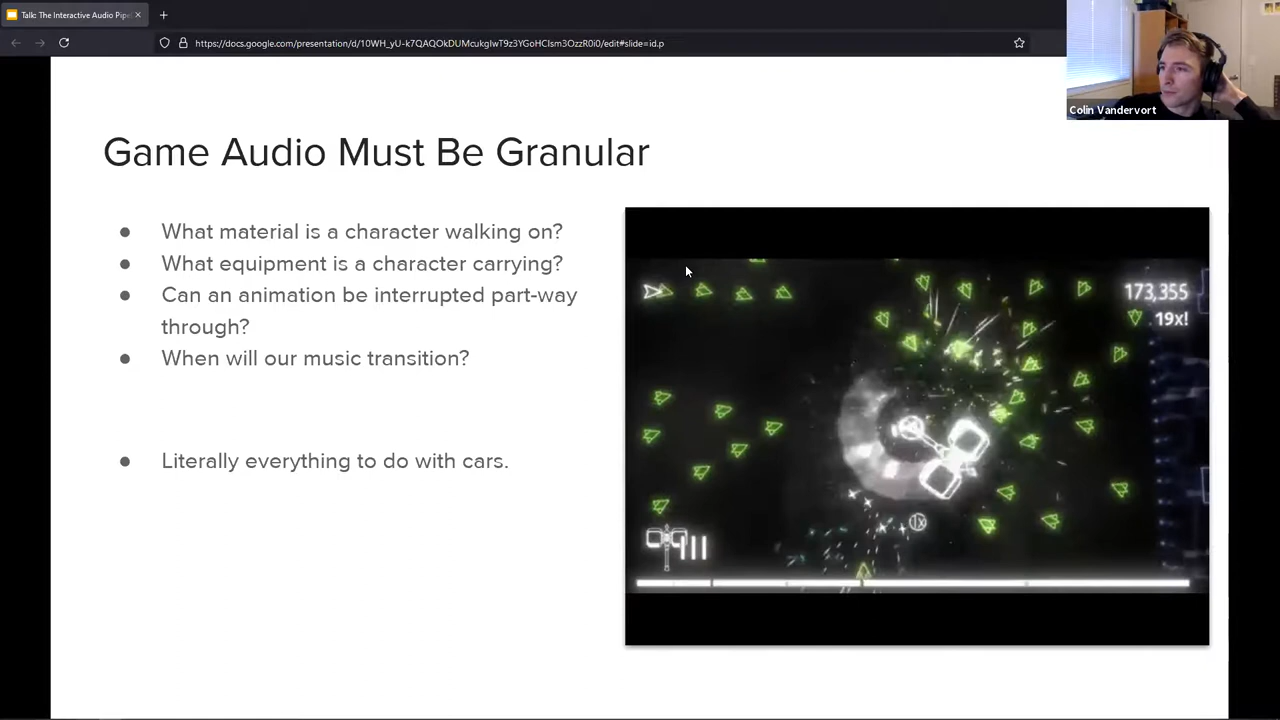 Talk: The Interactive Audio Pipe
https://docs.google.com/presentation/d/10WH_yU-k7QAQOkDUMcukgIwT9z3YGoHCIsm3OzzR0i0/edit#slide=id.p
Colin Vandervort
Game Audio Must Be Granular
● What material is a character walking on?
● What equipment is a character carrying?
● Can an animation be interrupted part-way
through?
● When will our music transition?
● Literally everything to do with cars.
173,355
19x!
1x